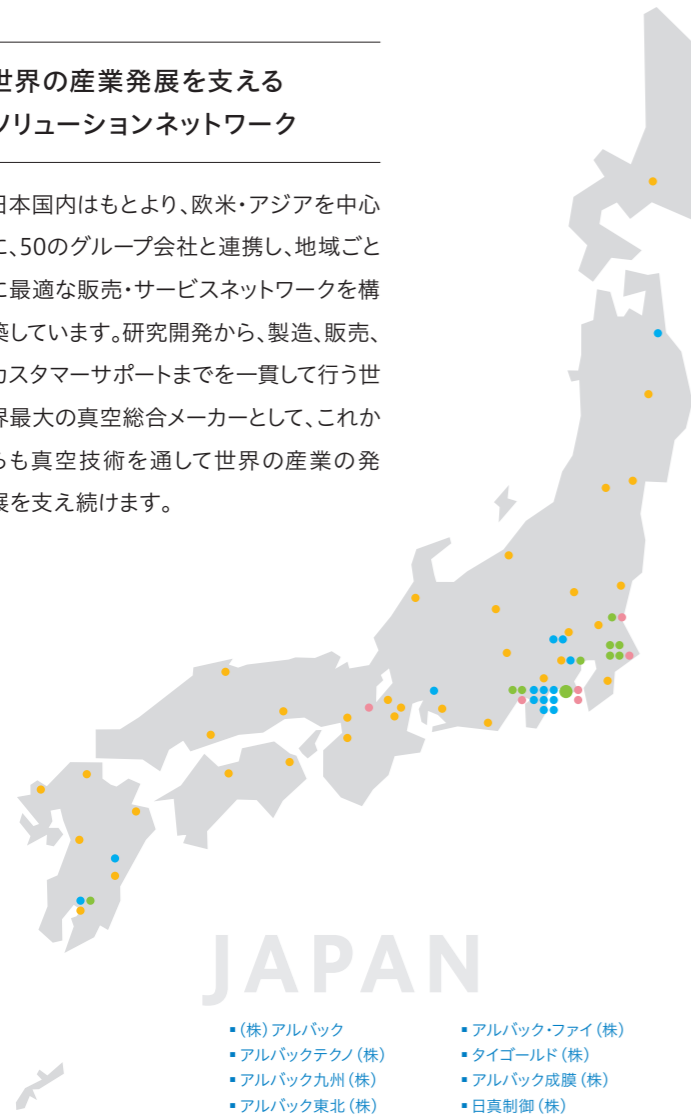 世界の産業発展を支える
ソリューションネットワーク
日本国内はもとより、欧米・アジアを中心
に、50のグループ会社と連携し、地域ごと
に最適な販売・サービスネットワークを構
築しています。研究開発から、製造、販売、
カスタマーサポートまでを一貫して行う世
界最大の真空総合メーカーとして、これか
らも真空技術を通して世界の産業の発
展を支え続けます。
JAPAN
▪ (株)アルバック
▪ アルバックテクノ(株)
▪ アルバック九州(株)
▪ アルバック東北(株)
▪ アルバック・ファイ(株)
▪ タイゴールド(株)
▪ アルバック成膜(株)
▪ 日真制御(株)